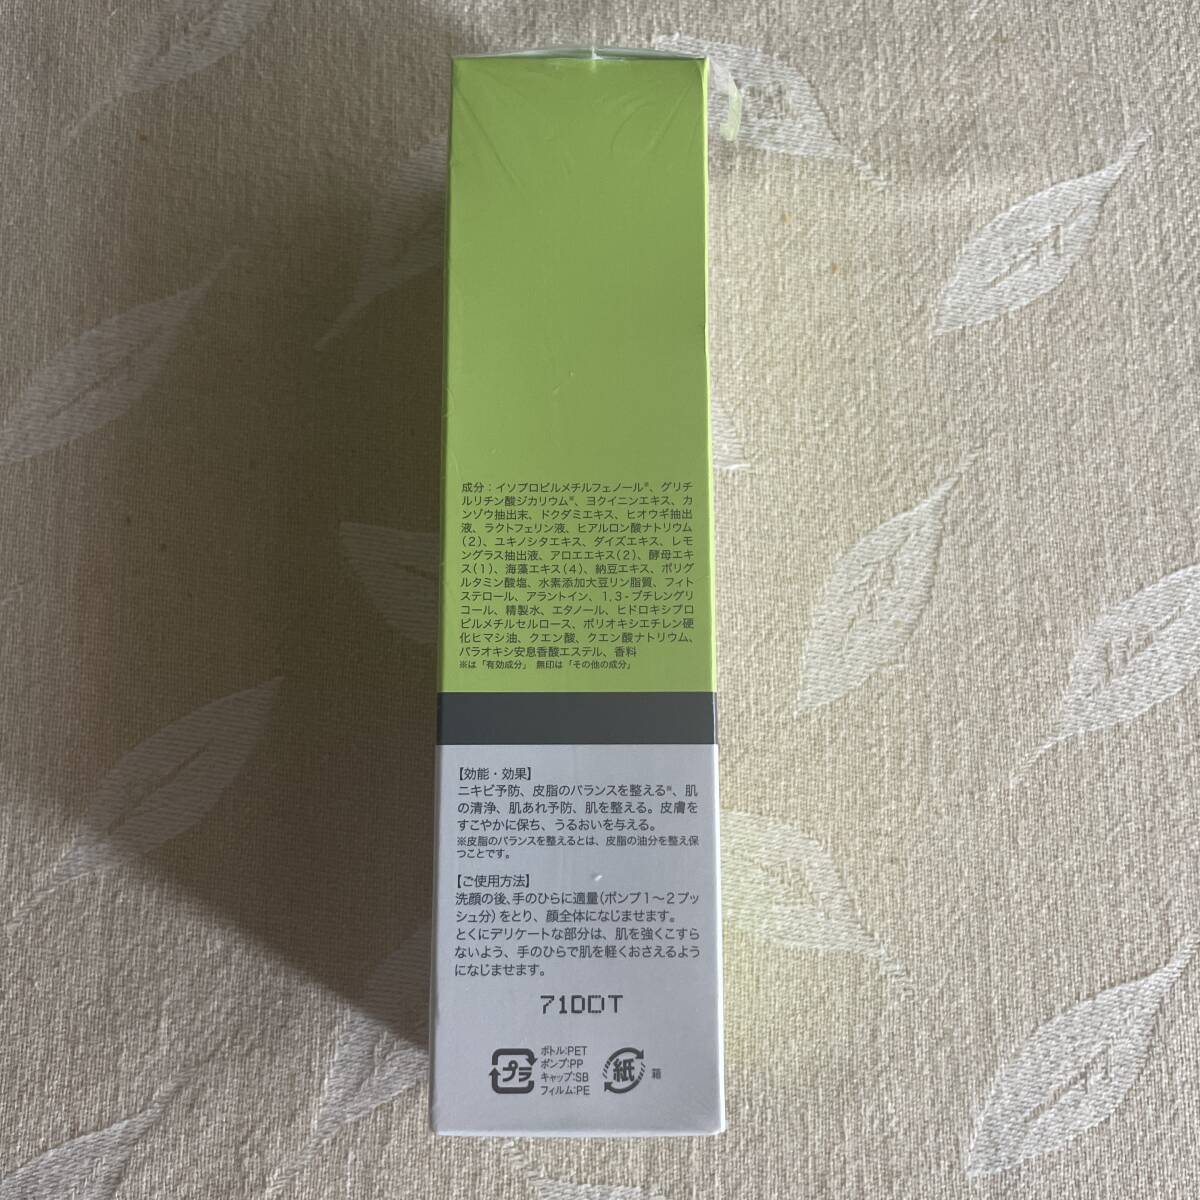 成分：イソプロピルメチルフェノール※、グリチ
ルリチン酸ジカリウム※、ヨクイニンエキス、カ
ンゾウ抽出末、ドクダミエキス、ヒオウギ抽出
液、ラクトフェリン液、ヒアルロン酸ナトリウム
(2)、ユキノシタエキス、ダイズエキス、レモ
ングラス抽出液、アロエエキス(2)、酵母エキ
ス(1)、海藻エキス(4)、納豆エキス、ポリグ
ルタミン酸塩、水素添加大豆リン脂質、フィト
ステロール、アラントイン、1,3-ブチレングリ
コール、精製水、エタノール、ヒドロキシプロ
ピルメチルセルロース、ポリオキシエチレン硬
化ヒマシ油、クエン酸、クエン酸ナトリウム、
パラオキシ安息香酸エステル、香料
※は「有効成分」 無印は「その他の成分」
【効能・効果】
ニキビ予防、皮脂のバランスを整える※、肌
の清浄、肌あれ予防、肌を整える。皮膚を
すこやかに保ち、うるおいを与える。
※皮脂のバランスを整えるとは、皮脂の油分を整え保
つことです。
【ご使用方法】
洗顔の後、手のひらに適量(ポンプ1〜2プッ
シュ分)をとり、顔全体になじませます。
とくにデリケートな部分は、肌を強くこすら
ないよう、手のひらで肌を軽くおさえるよう
になじませます。
710DT
プラ
ボトル:PET
ポンプ:PP
キャップ:SB
フィルム:PE
紙
箱